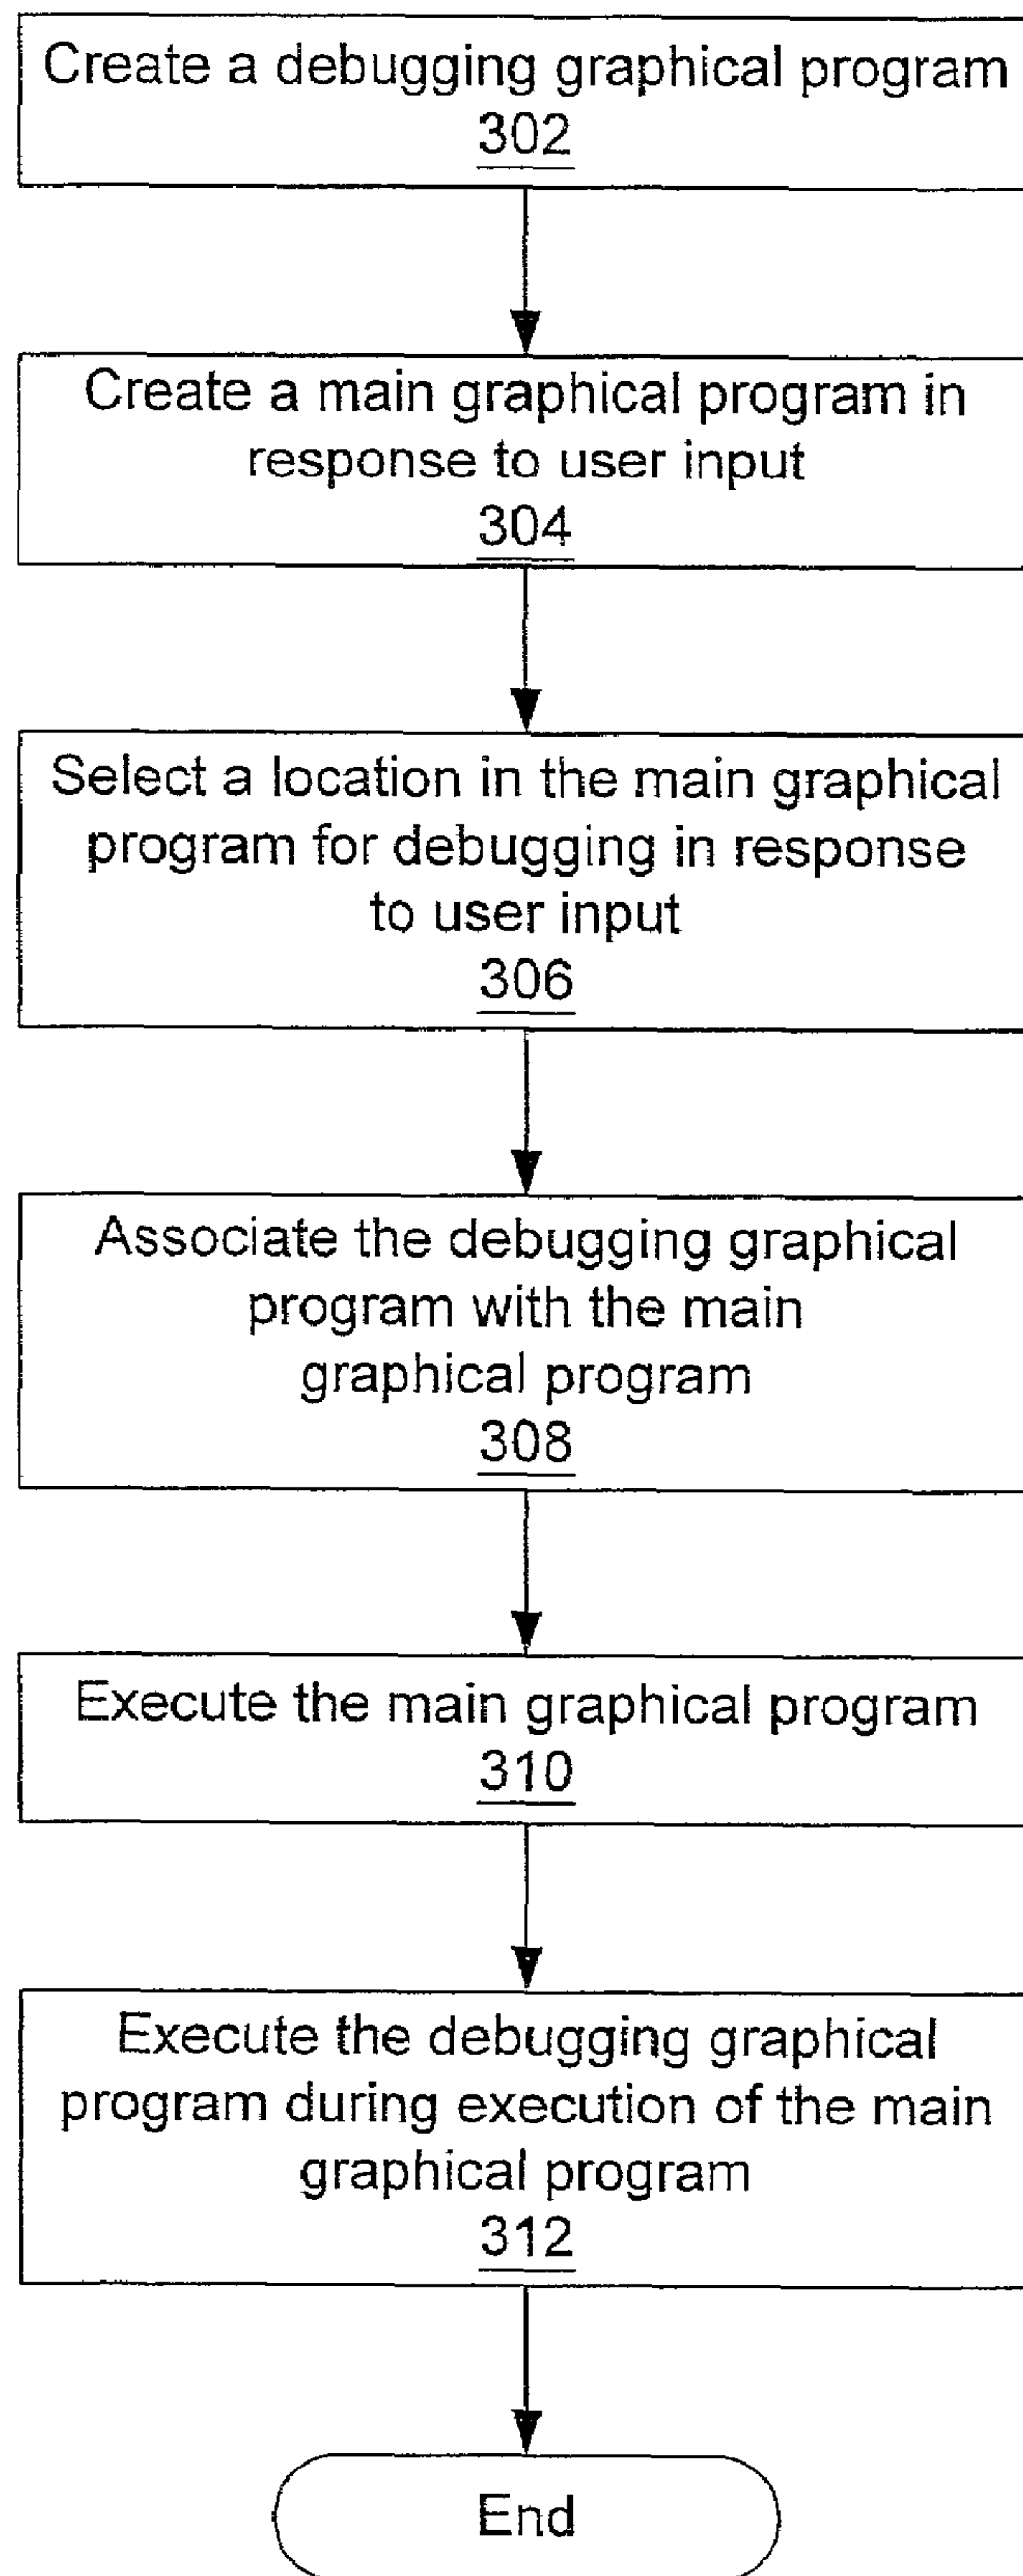 Create a debugging graphical program
302
Create a main graphical program in
response to user input
304
Select a location in the main graphical
program for debugging in response
to user input
306
Associate the debugging graphical
program with the main
graphical program
308
Execute the main graphical program
310
Execute the debugging graphical
program during execution of the main
graphical program
312
End